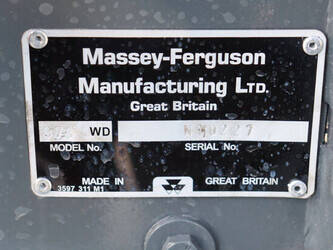 Massey-Ferguson
Manufacturing LTD.
Great Britain
WD
MODEL No. SERIAL No.
MADE IN GREAT BRITAIN
3597 311 M1